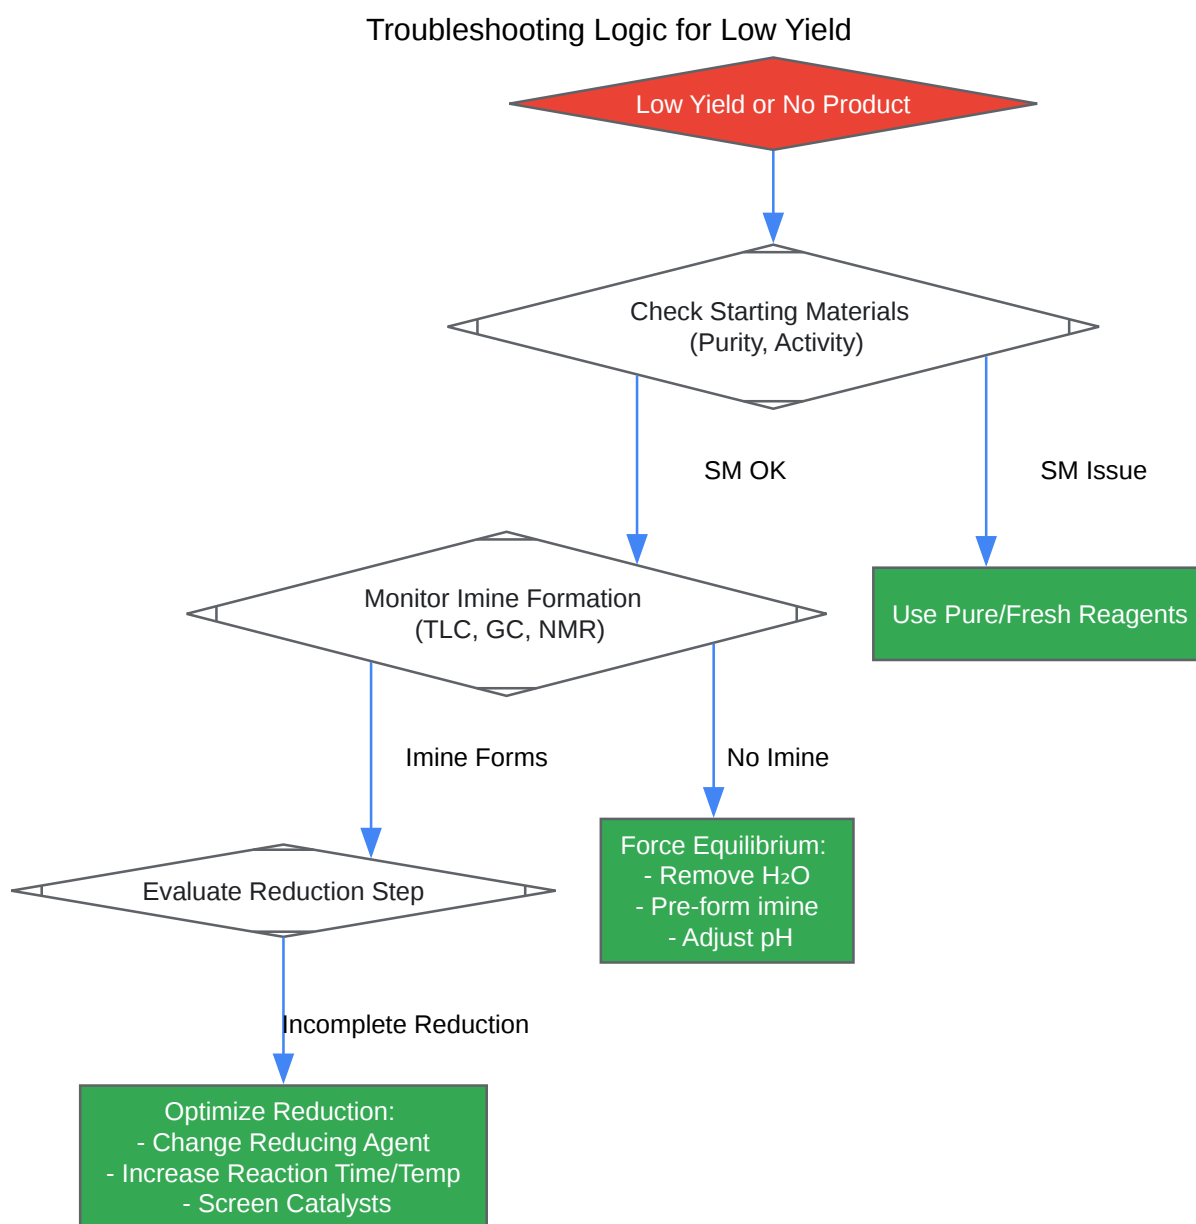 Troubleshooting Logic for Low Yield
Low Yield or No Product
Check Starting Materials
(Purity, Activity)
SM OK
SM Issue
Monitor Imine Formation
(TLC, GC, NMR)
Use Pure/Fresh Reagents
Imine Forms
No Imine
Force Equilibrium:
- Remove H₂O
- Pre-form imine
- Adjust pH
Evaluate Reduction Step
Incomplete Reduction
Optimize Reduction:
- Change Reducing Agent
- Increase Reaction Time/Temp
- Screen Catalysts